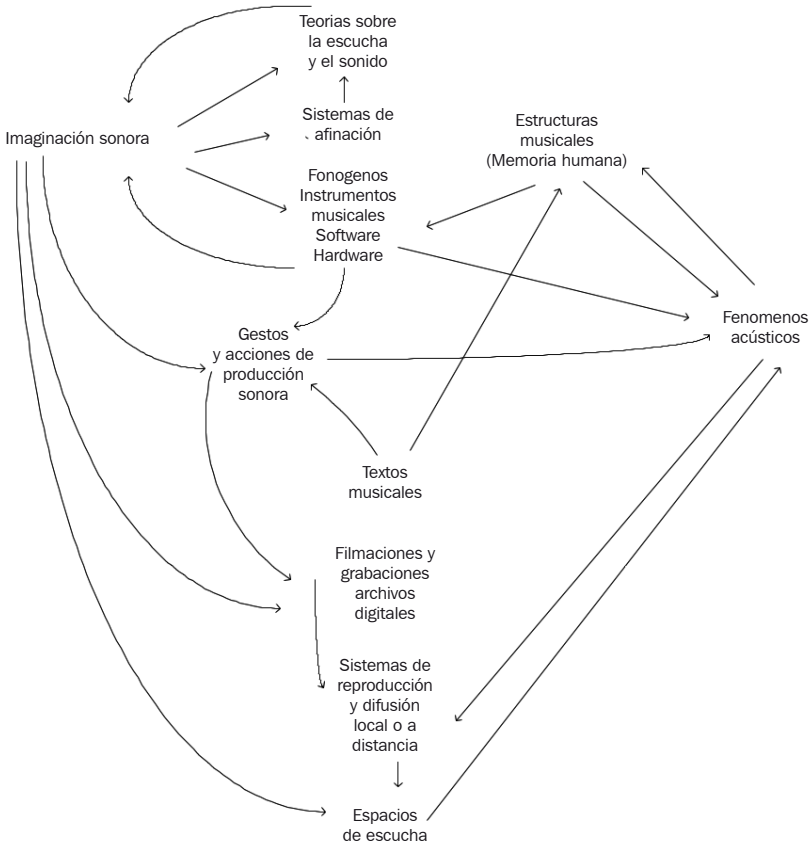 Teorias sobre
la escucha
y el sonido
Imaginación sonora
Sistemas de
afinación
Estructuras
musicales
(Memoria humana)
Fonogenos
Instrumentos
musicales
Software
Hardware
Fenomenos
acústicos
Gestos
y acciones de
producción
sonora
Textos
musicales
Filmaciones y
grabaciones
archivos
digitales
Sistemas de
reproducción
y difusión
local o a
distancia
Espacios
de escucha